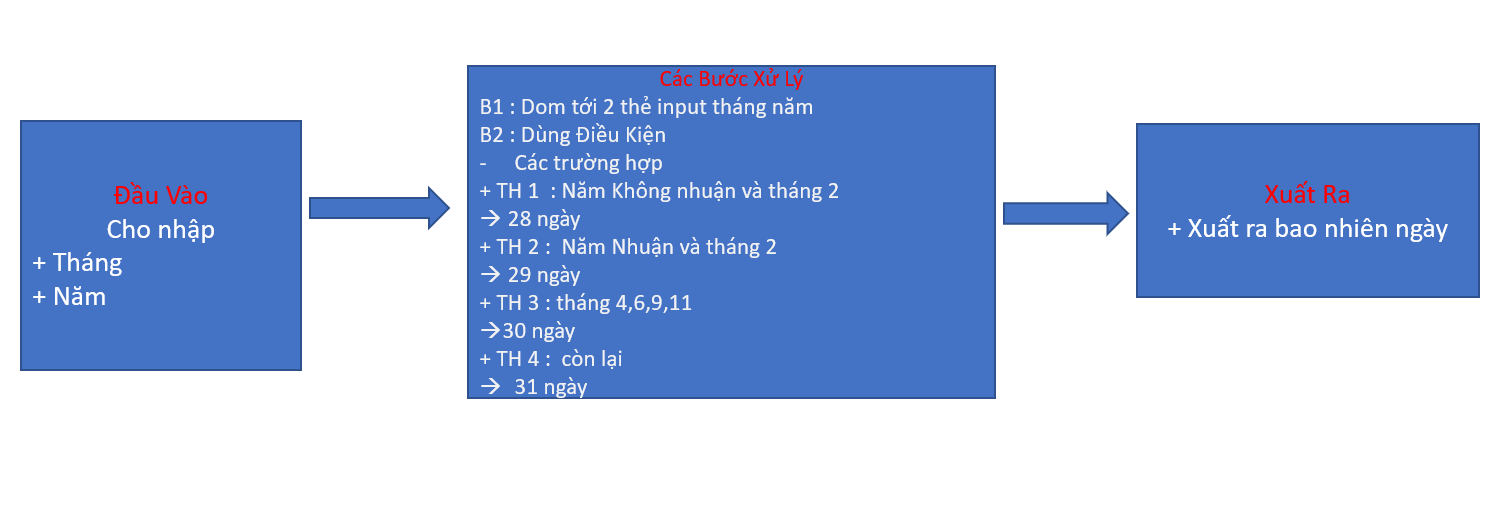 Đầu Vào
Cho nhập
+ Tháng
+ Năm
Các Bước Xử Lý
B1 : Dom tới 2 thẻ input tháng năm
B2 : Dùng Điều Kiện
- Các trường hợp
+ TH 1 : Năm Không nhuận và tháng 2
→ 28 ngày
+ TH 2 : Năm Nhuận và tháng 2
→ 29 ngày
+ TH 3 : tháng 4,6,9,11
→30 ngày
+ TH 4 : còn lại
→ 31 ngày
Xuất Ra
+ Xuất ra bao nhiên ngày